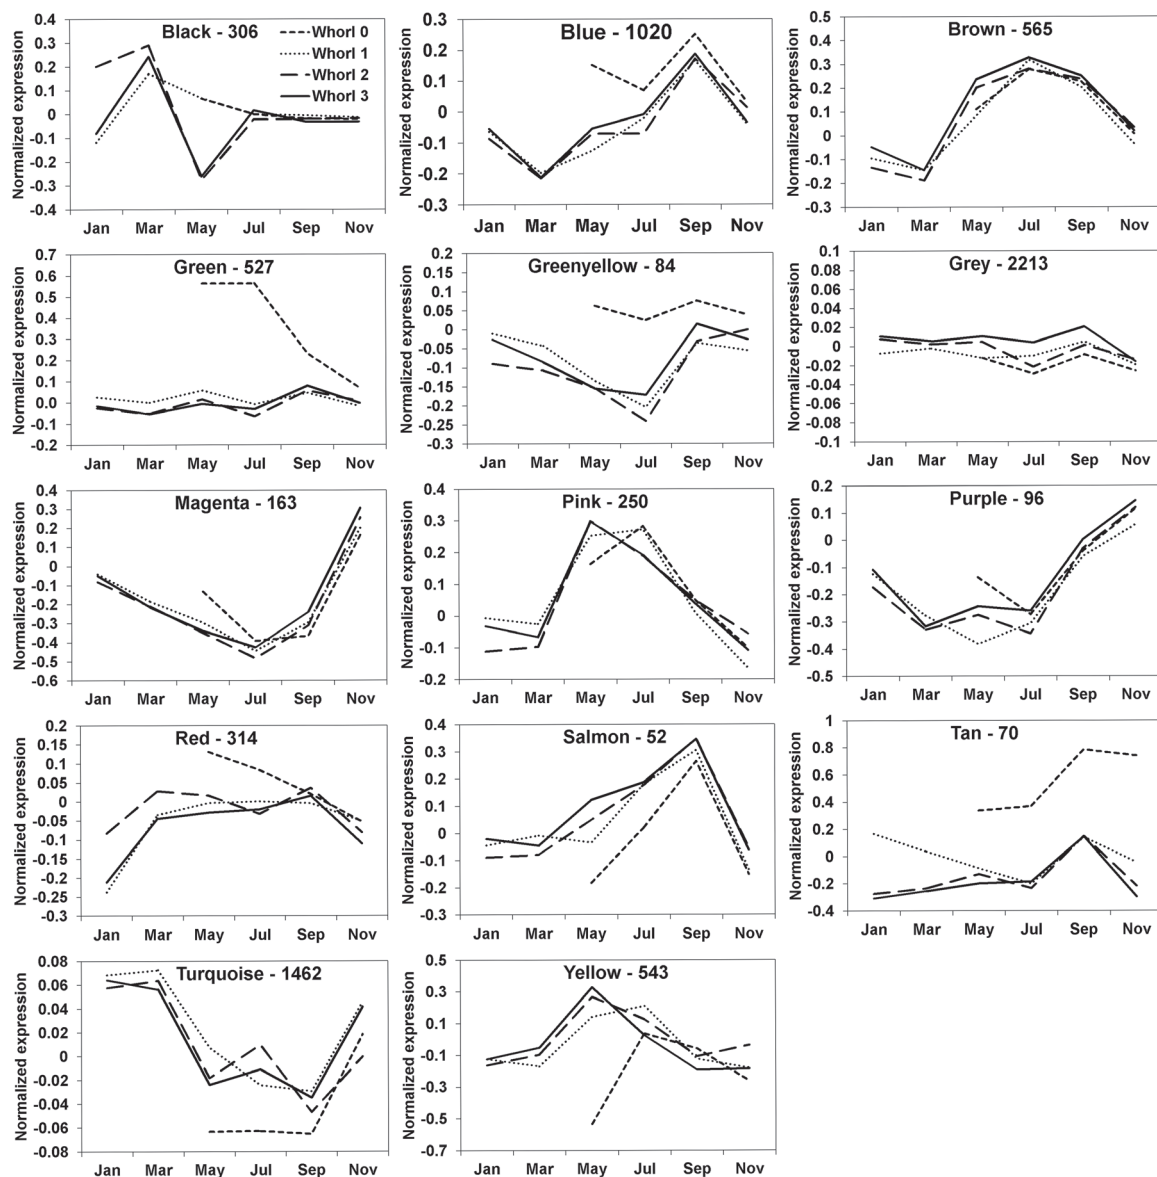 Black - 306
Whorl 0
Whorl 1
Whorl 2
Whorl 3
Normalized expression
0.4
0.3
0.2
0.1
0
-0.1
-0.2
-0.3
-0.4
Jan Mar May Jul Sep Nov
Blue - 1020
Normalized expression
0.3
0.2
0.1
0
-0.1
-0.2
-0.3
Jan Mar May Jul Sep Nov
Brown - 565
Normalized expression
0.5
0.4
0.3
0.2
0.1
0
-0.1
-0.2
-0.3
Jan Mar May Jul Sep Nov
Green - 527
Normalized expression
0.7
0.6
0.5
0.4
0.3
0.2
0.1
0.0
-0.1
-0.2
Jan Mar May Jul Sep Nov
Greenyellow - 84
Normalized expression
0.2
0.15
0.1
0.05
0
-0.05
-0.1
-0.15
-0.2
-0.25
-0.3
Jan Mar May Jul Sep Nov
Grey - 2213
Normalized expression
0.1
0.08
0.06
0.04
0.02
0
-0.02
-0.04
-0.06
-0.08
-0.1
Jan Mar May Jul Sep Nov
Magenta - 163
Normalized expression
0.4
0.3
0.2
0.1
0
-0.1
-0.2
-0.3
-0.4
-0.5
-0.6
Jan Mar May Jul Sep Nov
Pink - 250
Normalized expression
0.4
0.3
0.2
0.1
0
-0.1
-0.2
Jan Mar May Jul Sep Nov
Purple - 96
Normalized expression
0.2
0.1
0
-0.1
-0.2
-0.3
-0.4
-0.5
Jan Mar May Jul Sep Nov
Red - 314
Normalized expression
0.2
0.15
0.1
0.05
0
-0.05
-0.1
-0.15
-0.2
-0.25
-0.3
Jan Mar May Jul Sep Nov
Salmon - 52
Normalized expression
0.4
0.3
0.2
0.1
0
-0.1
-0.2
-0.3
Jan Mar May Jul Sep Nov
Tan - 70
Normalized expression
1
0.8
0.6
0.4
0.2
0
-0.2
-0.4
Jan Mar May Jul Sep Nov
Turquoise - 1462
Normalized expression
0.08
0.06
0.04
0.02
0
-0.02
-0.04
-0.06
-0.08
Jan Mar May Jul Sep Nov
Yellow - 543
Normalized expression
0.5
0.3
0.1
-0.1
-0.3
-0.5
-0.7
Jan Mar May Jul Sep Nov